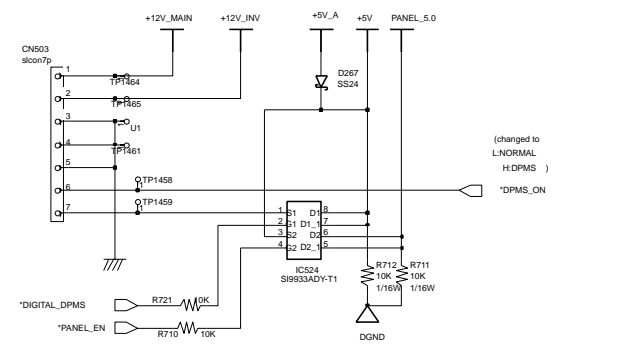 +12V_MAIN
+12V_INV
+5V_A
+5V
PANEL_5.0
CN503
slcon7p
1
TP1464
2
TP1465
3
U1
4
TP1461
5
6
TP1458
1
7
TP1459
1
D267
SS24
(changed to
L:NORMAL
H:DPMS )
*DPMS_ON
1 S1 D1 8
2 G1 D1_1 7
3 S2 D2 6
4 G2 D2_1 5
IC524
SI9933ADY-T1
R712
10K
1/16W
R711
10K
1/16W
DGND
*DIGITAL_DPMS
R721
10K
*PANEL_EN
R710
10K